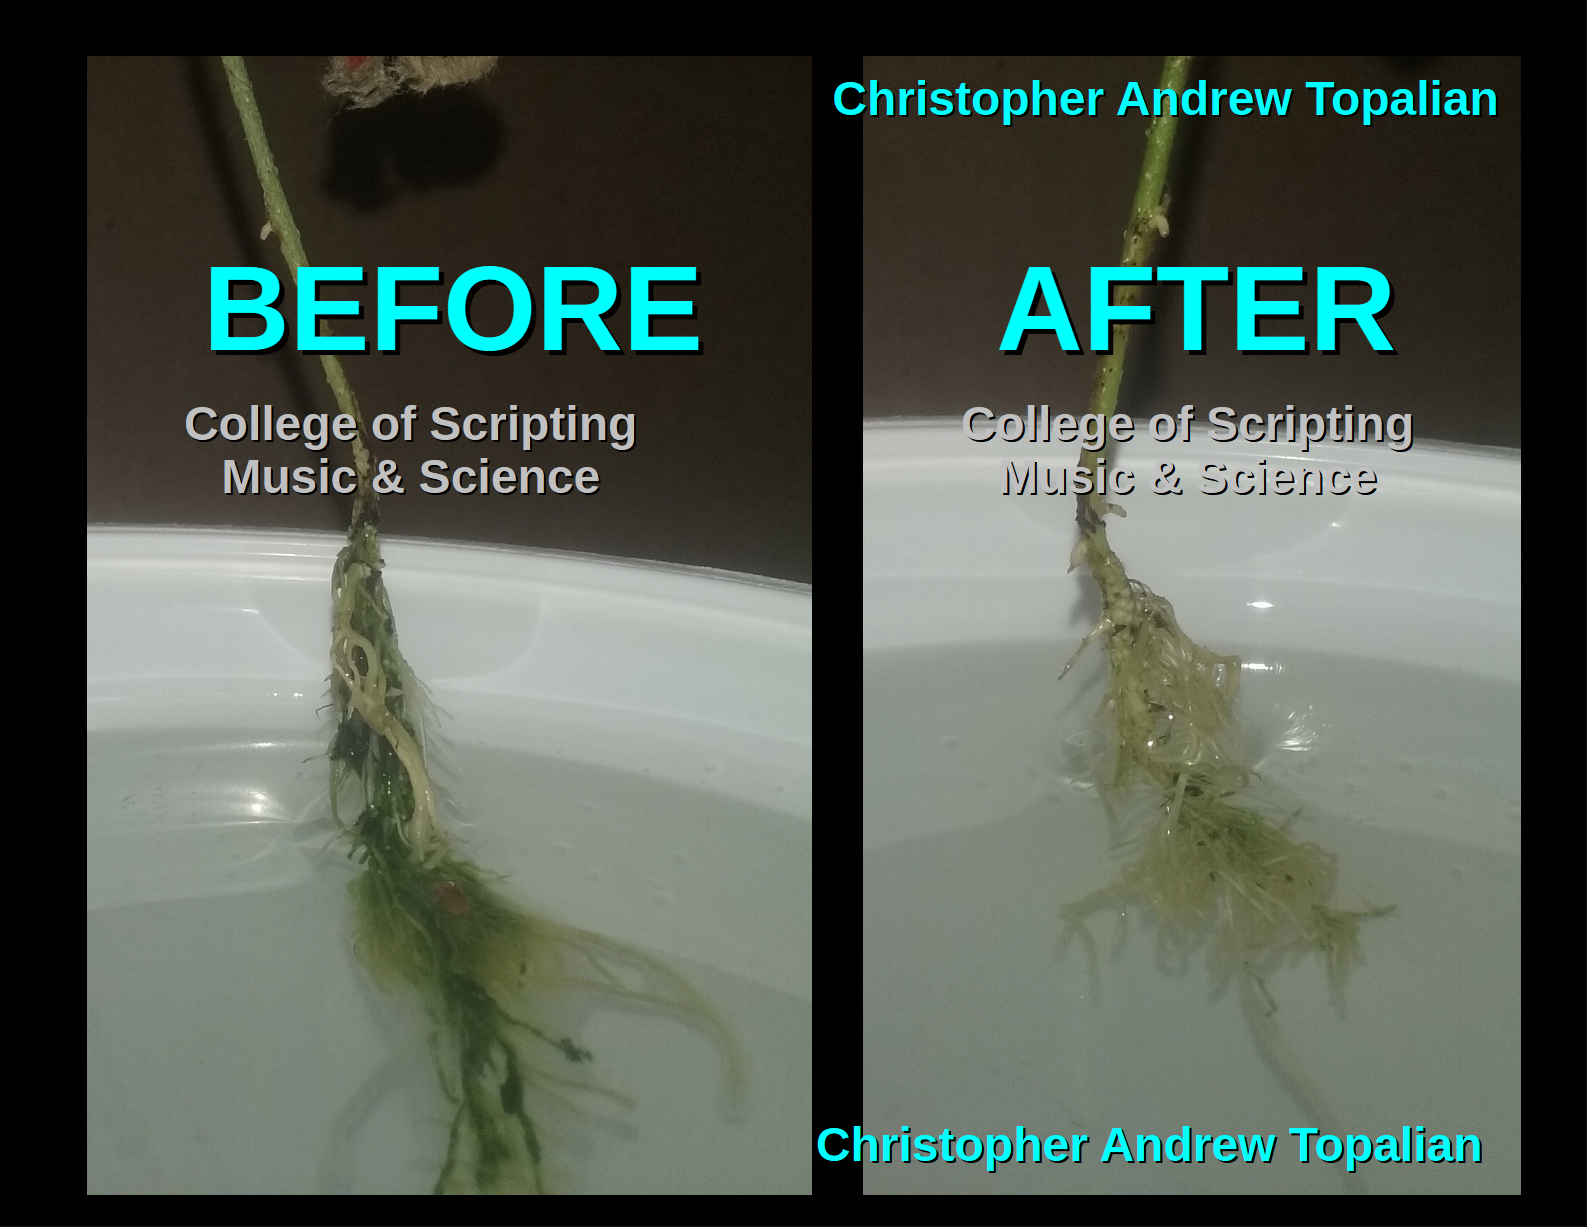 Christopher Andrew Topalian
BEFORE
AFTER
College of Scripting
Music & Science
College of Scripting
Music & Science
Christopher Andrew Topalian